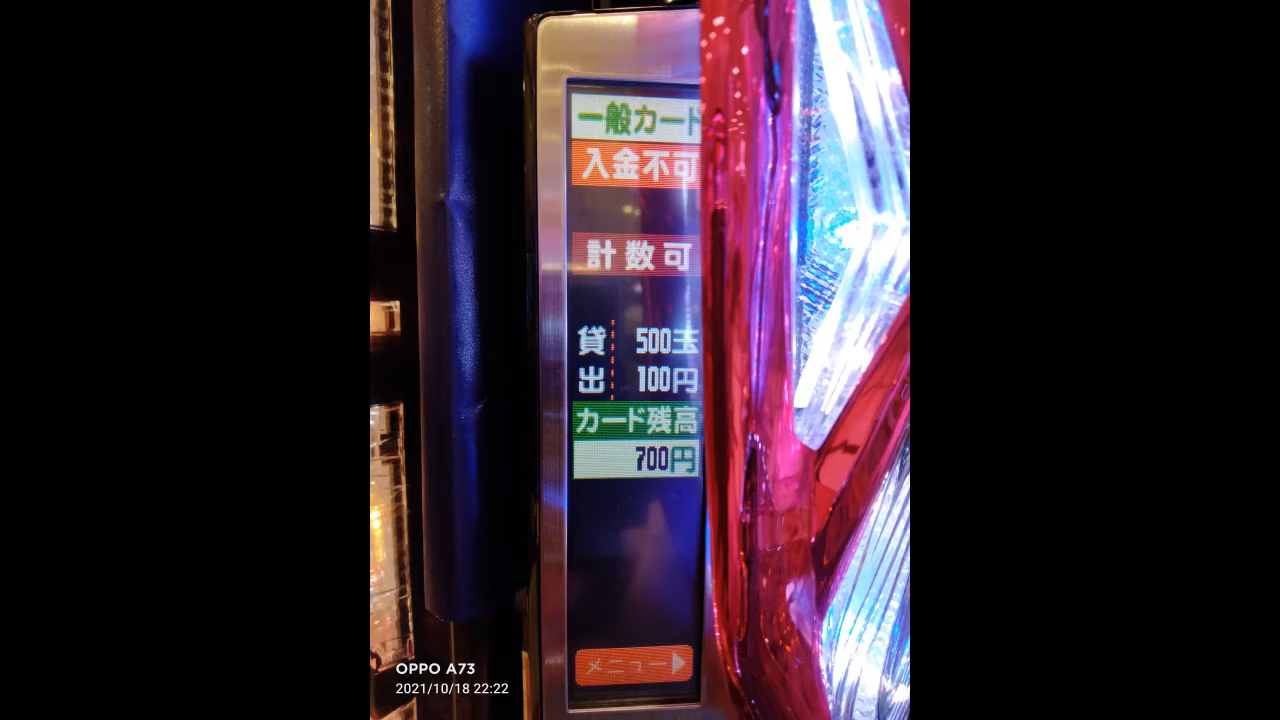 一般カード
入金不可
計数可
貸 500玉
出 100円
カード残高
700円
メニュー▶
OPPO A73
2021/10/18 22:22